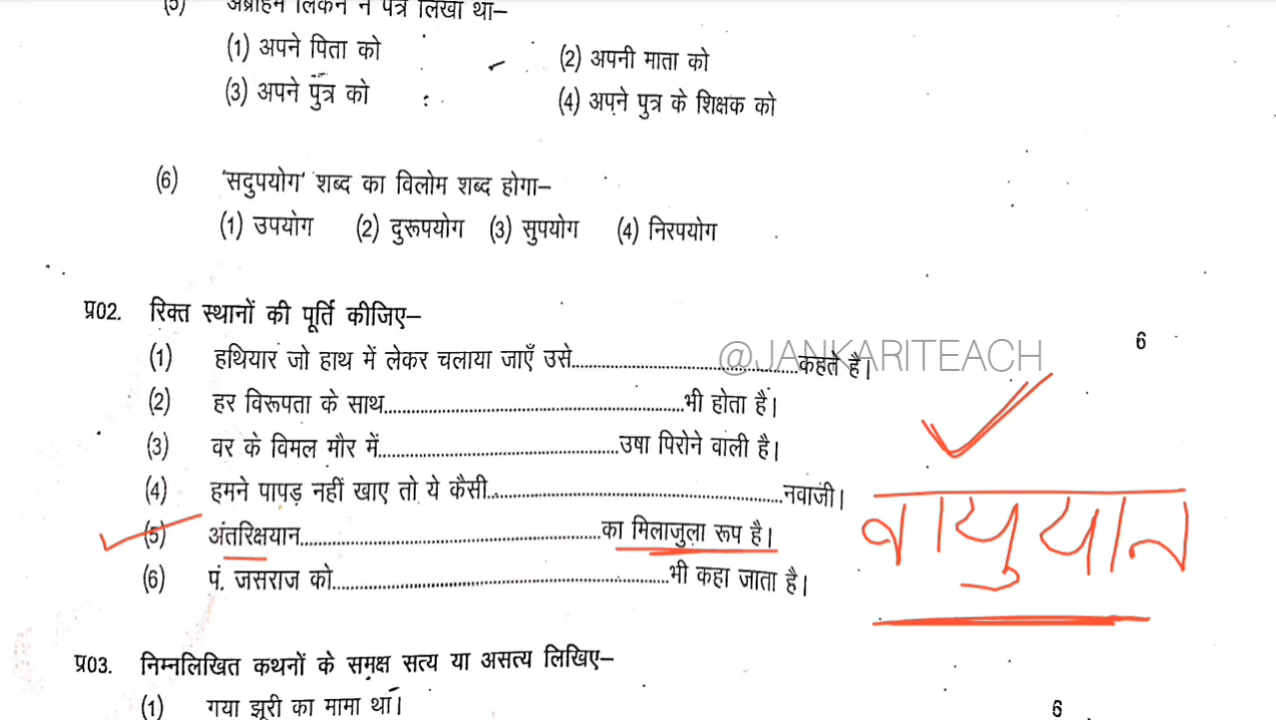 (5) अब्राहम लिंकन ने पत्र लिखा था–
(1) अपने पिता को (2) अपनी माता को
(3) अपने पुत्र को (4) अपने पुत्र के शिक्षक को
(6) 'सदुपयोग' शब्द का विलोम शब्द होगा–
(1) उपयोग (2) दुरूपयोग (3) सुपयोग (4) निरपयोग
प्र02. रिक्त स्थानों की पूर्ति कीजिए– 6
(1) हथियार जो हाथ में लेकर चलाया जाएँ उसे..........कहते है।
@JANKARITEACH
(2) हर विरूपता के साथ..........भी होता है।
(3) वर के विमल मौर में..........उषा पिरोने वाली है।
(4) हमने पापड़ नहीं खाए तो ये कैसी..........नवाजी।
(5) अंतरिक्षयान..........का मिलाजुला रूप है।
वायुयान
(6) पं. जसराज को..........भी कहा जाता है।
प्र03. निम्नलिखित कथनों के समक्ष सत्य या असत्य लिखिए–
(1) गया झूरी का मामा था। 6